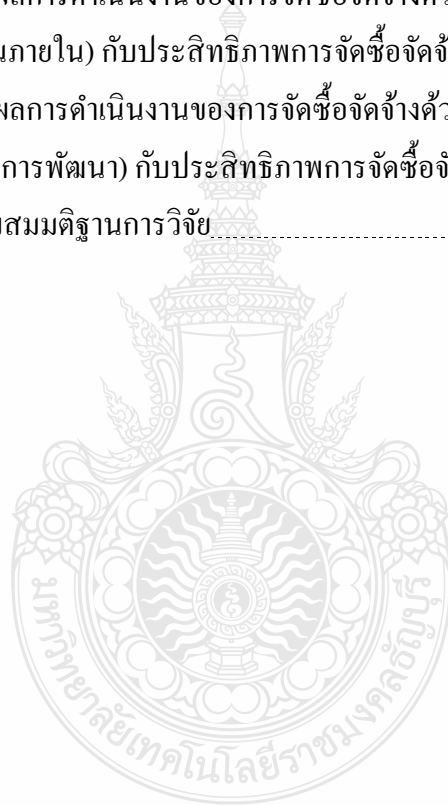 ผลการดำเนินงานของการจัดซื้อจัดจ้างด้ว
นภายใน) กับประสิทธิภาพการจัดซื้อจัดจ้
ผลการดำเนินงานของการจัดซื้อจัดจ้างด้ว
การพัฒนา) กับประสิทธิภาพการจัดซื้อจั
สมมติฐานการวิจัย
มหาวิทยาลัยเทคโนโลยีราชมงคลธัญบุรี